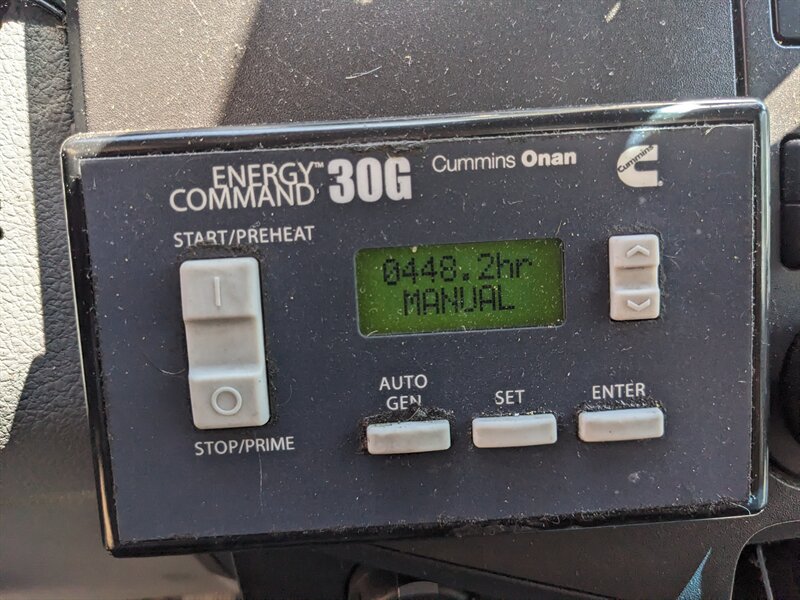 ENERGY™
COMMAND 30G
Cummins Onan
Cummins
START/PREHEAT
0448.2hr
MANUAL
AUTO
GEN
SET
ENTER
STOP/PRIME